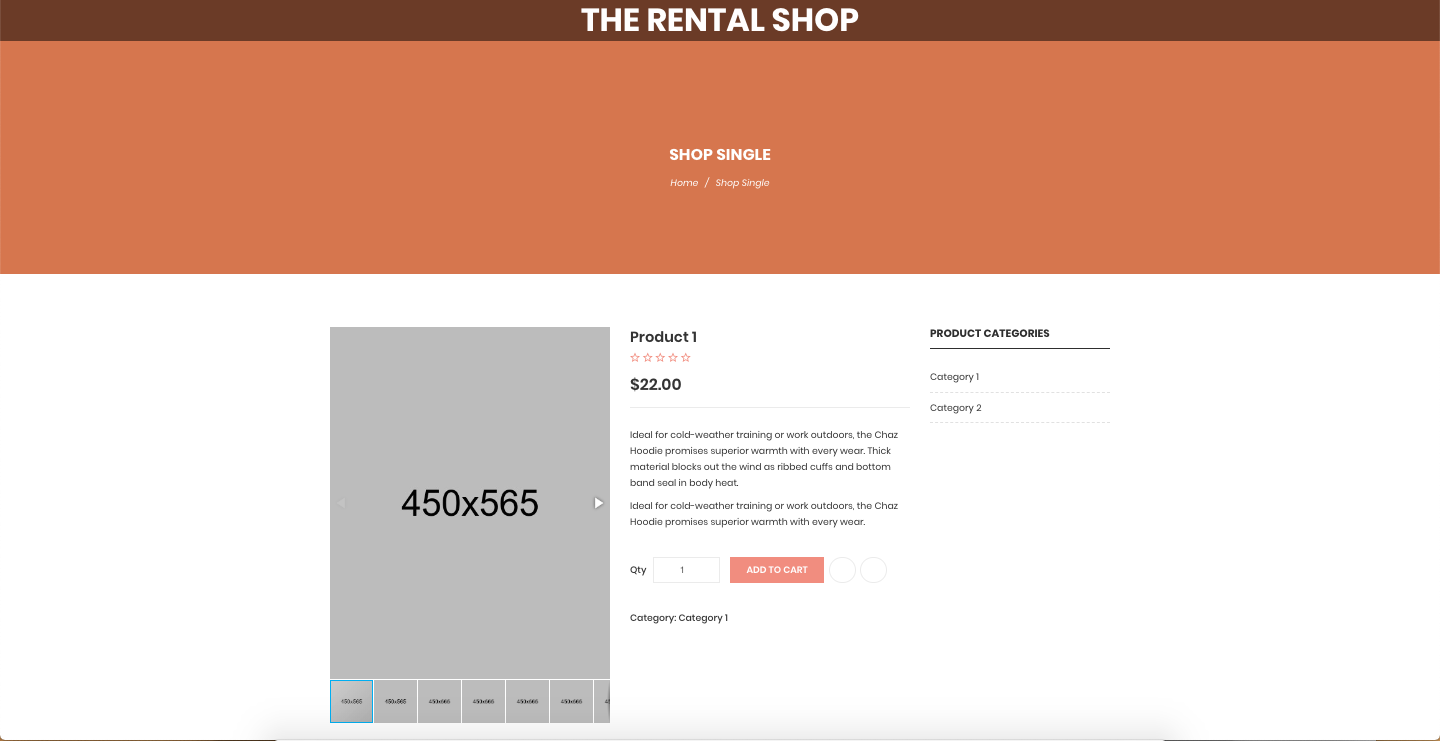 THE RENTAL SHOP
SHOP SINGLE
Home / Shop Single
450x565
450x565
450x565
450x565
450x565
450x565
450x565
Product 1
$22.00
Ideal for cold-weather training or work outdoors, the Chaz
Hoodie promises superior warmth with every wear. Thick
material blocks out the wind as ribbed cuffs and bottom
band seal in body heat.
Ideal for cold-weather training or work outdoors, the Chaz
Hoodie promises superior warmth with every wear.
Qty 1 ADD TO CART
Category: Category 1
PRODUCT CATEGORIES
Category 1
Category 2